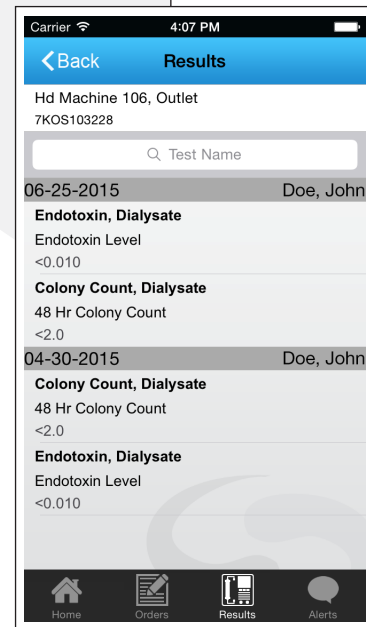 Carrier 4:07 PM
Back Results
Hd Machine 106, Outlet
7KOS103228
Test Name
06-25-2015 Doe, John
Endotoxin, Dialysate
Endotoxin Level
<0.010
Colony Count, Dialysate
48 Hr Colony Count
<2.0
04-30-2015 Doe, John
Colony Count, Dialysate
48 Hr Colony Count
<2.0
Endotoxin, Dialysate
Endotoxin Level
<0.010
Home Orders Results Alerts